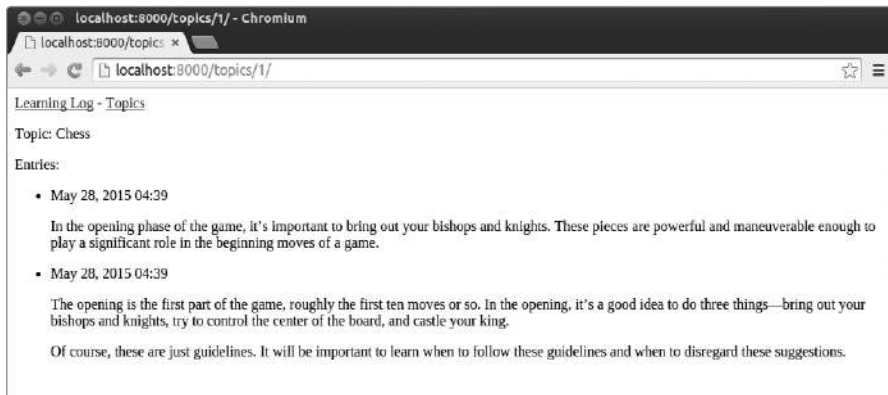 localhost:8000/topics/1/ - Chromium
localhost:8000/topics ×
localhost:8000/topics/1/
Learning Log - Topics
Topic: Chess
Entries:
• May 28, 2015 04:39
In the opening phase of the game, it’s important to bring out your bishops and knights. These pieces are powerful and maneuverable enough to
play a significant role in the beginning moves of a game.
• May 28, 2015 04:39
The opening is the first part of the game, roughly the first ten moves or so. In the opening, it’s a good idea to do three things—bring out your
bishops and knights, try to control the center of the board, and castle your king.
Of course, these are just guidelines. It will be important to learn when to follow these guidelines and when to disregard these suggestions.